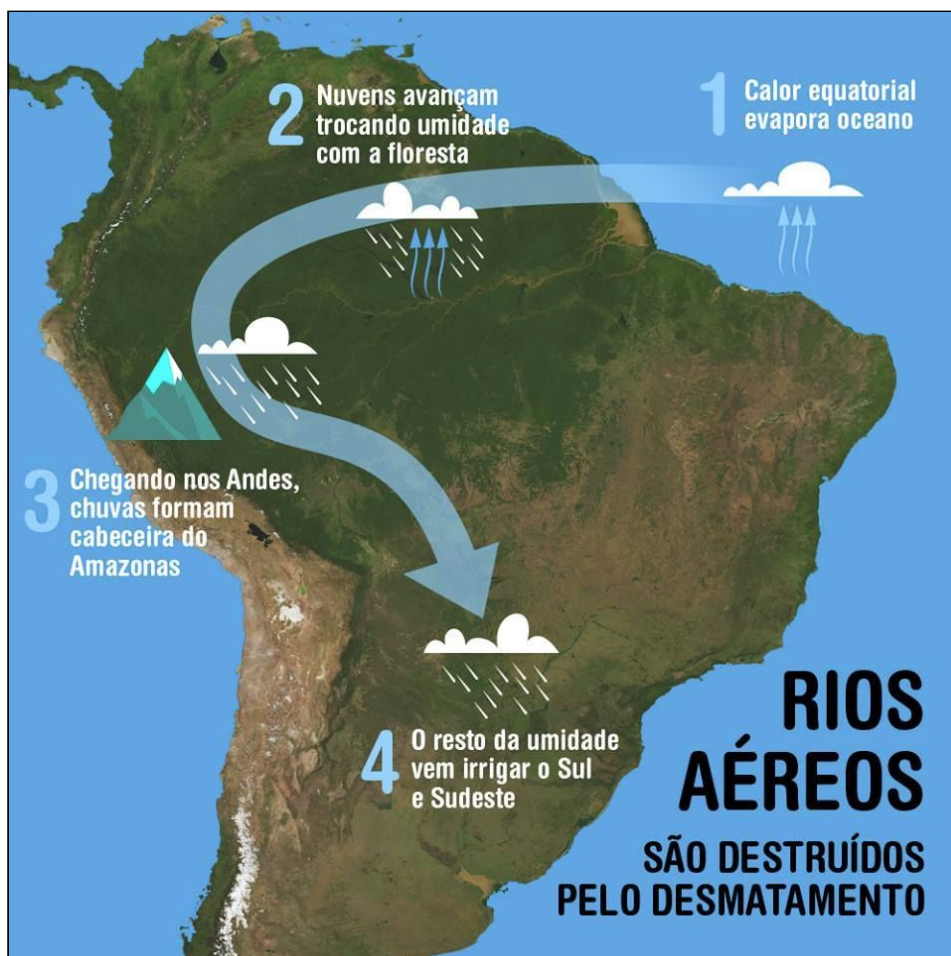 1
Calor equatorial
evapora oceano
2
Nuvens avançam
trocando umidade
com a floresta
3
Chegando nos Andes,
chuvas formam
cabeceira do
Amazonas
4
O resto da umidade
vem irrigar o Sul
e Sudeste
RIOS
AÉREOS
SÃO DESTRUÍDOS
PELO DESMATAMENTO